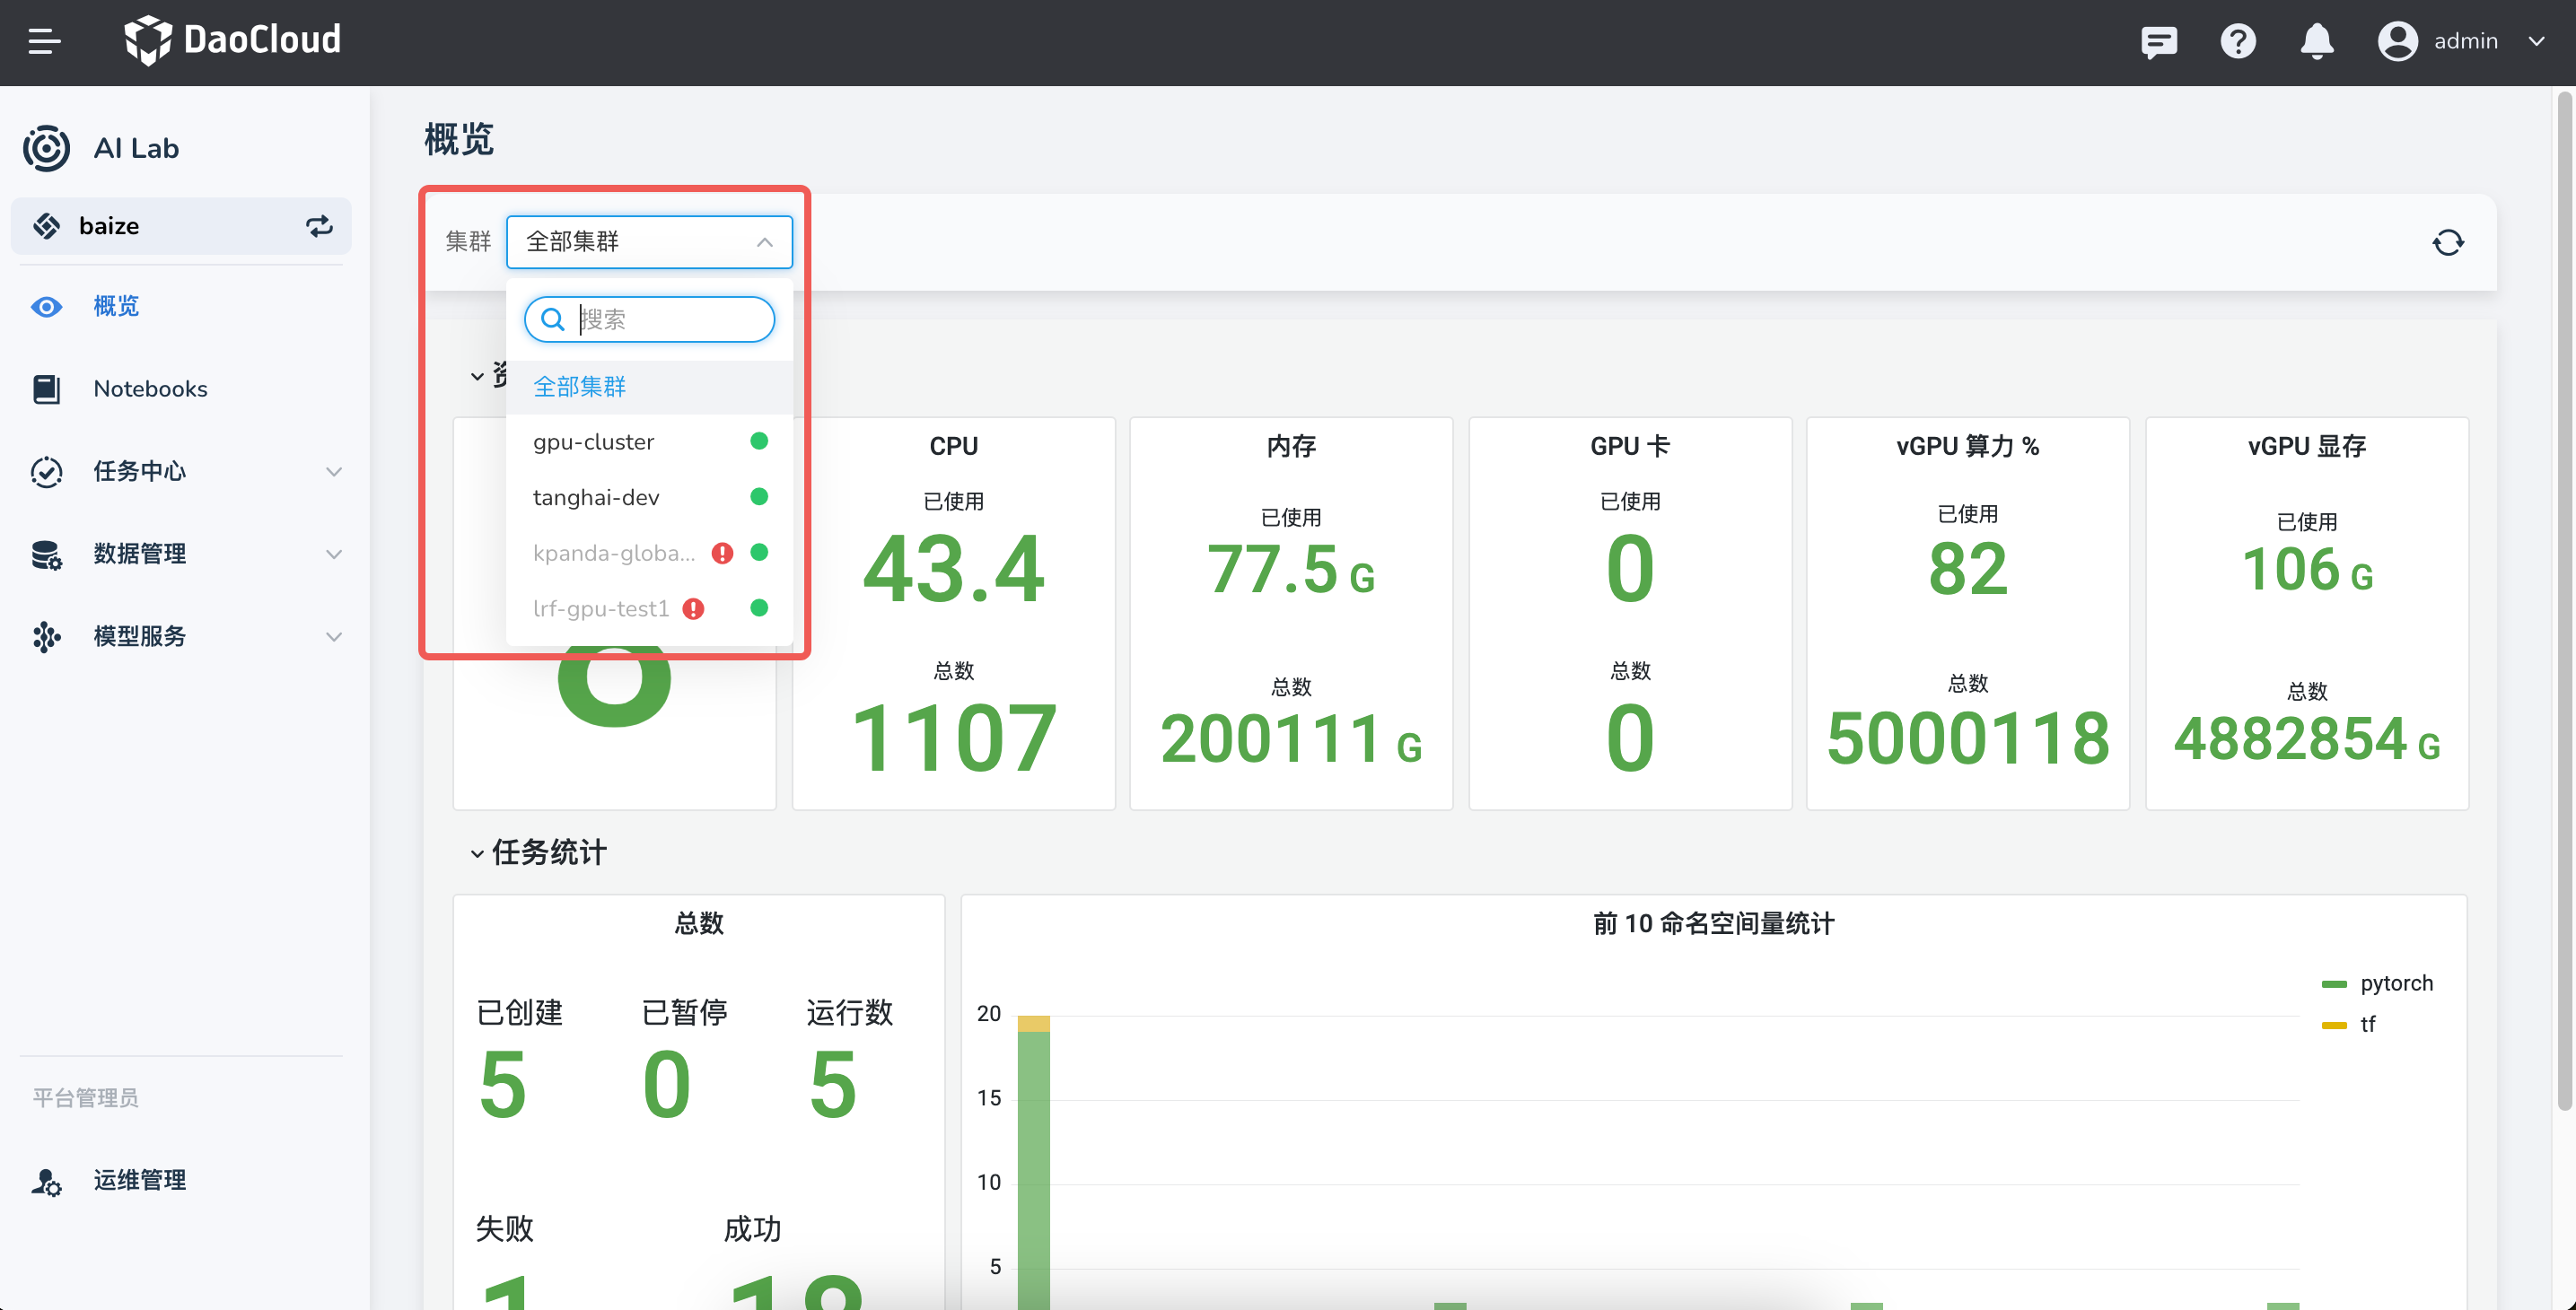 DaoCloud
admin
AI Lab
baize
概览
Notebooks
任务中心
数据管理
模型服务
平台管理员
运维管理
概览
集群
全部集群
搜索
全部集群
gpu-cluster
tanghai-dev
kpanda-globa...
lrf-gpu-test1
CPU
已使用
43.4
总数
1107
内存
已使用
77.5 G
总数
200111 G
GPU 卡
已使用
0
总数
0
vGPU 算力 %
已使用
82
总数
5000118
vGPU 显存
已使用
106 G
总数
4882854 G
任务统计
总数
已创建
5
已暂停
0
运行数
5
失败
成功
前 10 命名空间量统计
20
15
10
5
pytorch
tf